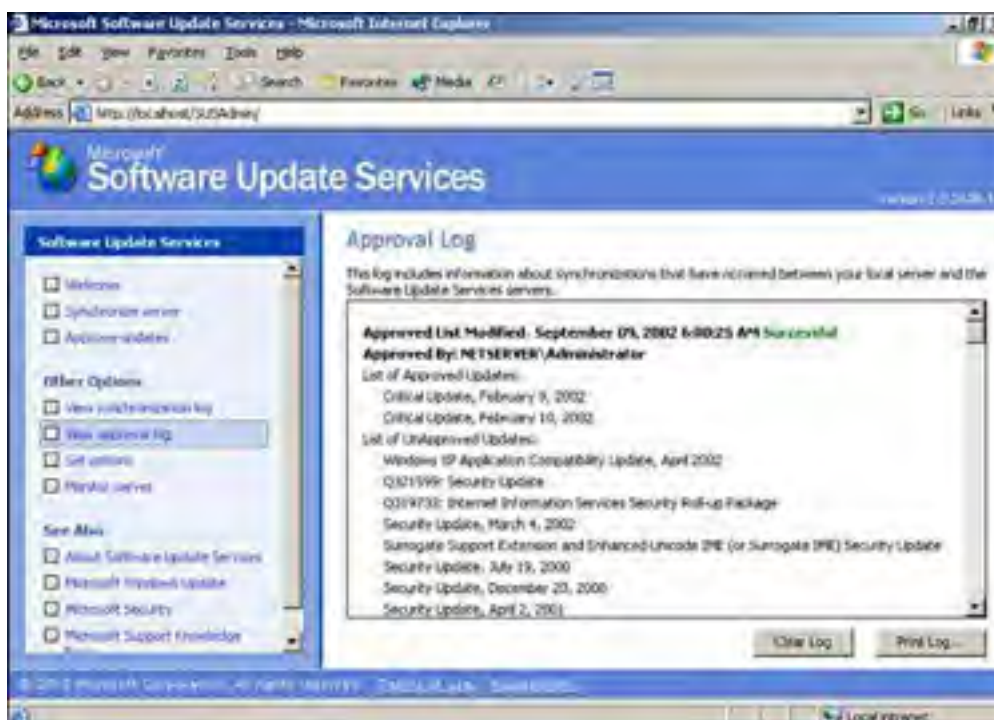 Microsoft Software Update Services - Microsoft Internet Explorer
File Edit View Favorites Tools Help
Back Search Favorites Media
Address http://localhost/SUSAdmin/ Go Links
Microsoft
Software Update Services
Software Update Services
Welcome
Synchronize server
Approve updates
Other Options
View synchronization log
View approval log
Set options
Monitor server
See Also
About Software Update Services
Microsoft Windows Update
Microsoft Security
Microsoft Support Knowledge
Approval Log
This log includes information about synchronizations that have occurred between your local server and the
Software Update Services servers.
Approved List Modified- September 09, 2002 6:00:25 AM Successful
Approved By: NETSERVER\Administrator
List of Approved Updates:
Critical Update, February 9, 2002
Critical Update, February 10, 2002
List of UnApproved Updates:
Windows XP Application Compatibility Update, April 2002
Q321599: Security Update
Q319733: Internet Information Services Security Roll-up Package
Security Update, March 4, 2002
Surrogate Support Extension and Enhanced Unicode IME (or Surrogate IME) Security Update
Security Update, July 19, 2000
Security Update, December 20, 2000
Security Update, April 2, 2001
Clear Log Print Log...
Microsoft Corporation. All rights reserved. Terms of use.
Local intranet